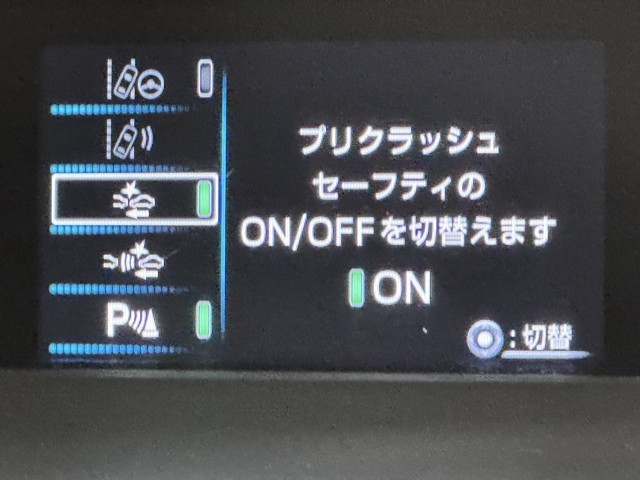 プリクラッシュ
セーフティの
ON/OFFを切替えます
ON
P
:切替